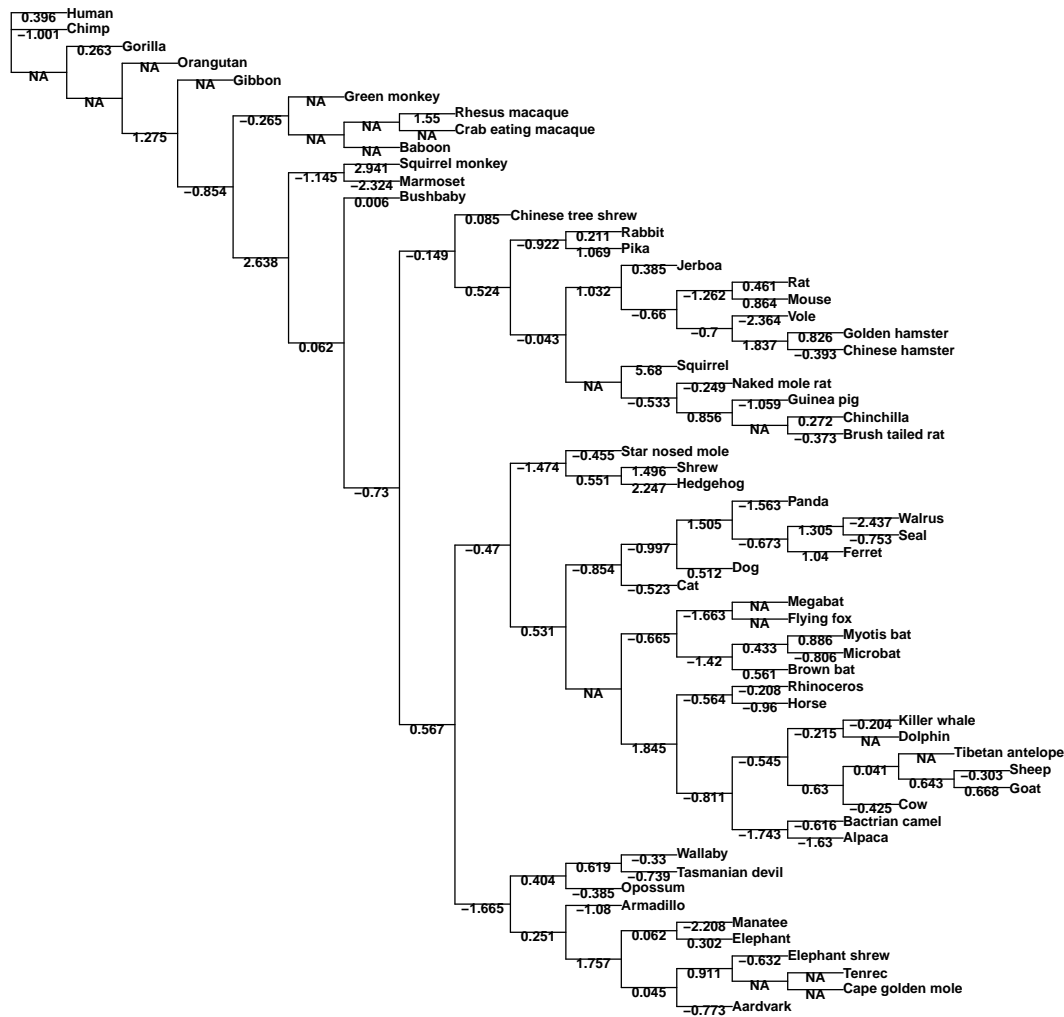 Human
0.396
Chimp
−1.001
Gorilla
0.263
Orangutan
NA
NA
Gibbon
NA
NA
Green monkey
NA
Rhesus macaque
1.55
−0.265
NA
Crab eating macaque
NA
1.275
NA
Baboon
NA
Squirrel monkey
2.941
−1.145
Marmoset
−2.324
−0.854
Bushbaby
0.006
Chinese tree shrew
0.085
Rabbit
0.211
−0.922
Pika
1.069
−0.149
2.638
Jerboa
0.385
Rat
0.461
−1.262
Mouse
0.864
0.524
1.032
Vole
−2.364
−0.66
−0.7
Golden hamster
0.826
1.837
Chinese hamster
−0.393
−0.043
0.062
Squirrel
5.68
NA
Naked mole rat
−0.249
−0.533
Guinea pig
−1.059
0.856
Chinchilla
0.272
NA
Brush tailed rat
−0.373
Star nosed mole
−0.455
−1.474
Shrew
1.496
0.551
Hedgehog
2.247
−0.73
Panda
−1.563
1.505
Walrus
−2.437
1.305
Seal
−0.753
−0.673
Ferret
1.04
−0.47
−0.997
−0.854
Dog
0.512
Cat
−0.523
Megabat
NA
−1.663
Flying fox
NA
0.531
−0.665
Myotis bat
0.886
0.433
Microbat
−0.806
−1.42
Brown bat
0.561
Rhinoceros
−0.208
NA
−0.564
Horse
−0.96
0.567
Killer whale
−0.204
−0.215
Dolphin
NA
1.845
Tibetan antelope
NA
−0.545
0.041
Sheep
−0.303
0.643
Goat
0.668
0.63
−0.811
Cow
−0.425
Bactrian camel
−0.616
−1.743
Alpaca
−1.63
Wallaby
−0.33
0.619
Tasmanian devil
−0.739
0.404
Opossum
−0.385
−1.665
Armadillo
−1.08
Manatee
−2.208
0.251
0.062
Elephant
0.302
1.757
Elephant shrew
−0.632
0.911
Tenrec
NA
NA
Cape golden mole
NA
0.045
Aardvark
−0.773